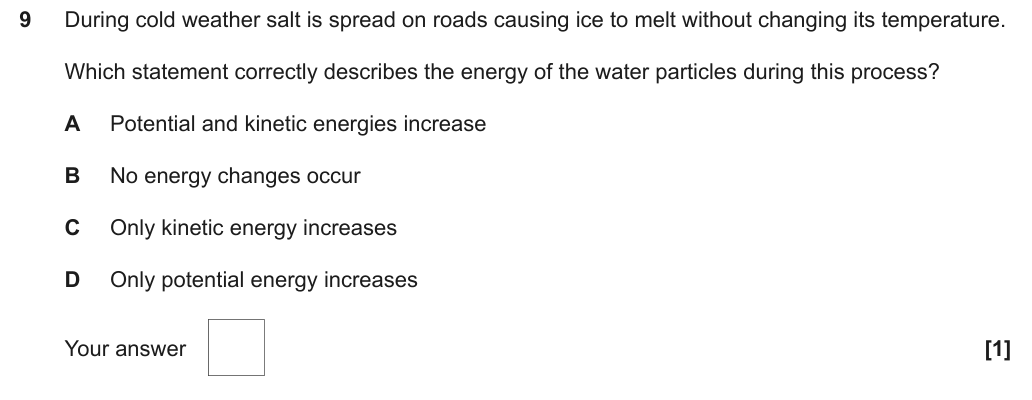 9 During cold weather salt is spread on roads causing ice to melt without changing its temperature.
Which statement correctly describes the energy of the water particles during this process?
A Potential and kinetic energies increase
B No energy changes occur
C Only kinetic energy increases
D Only potential energy increases
Your answer [1]